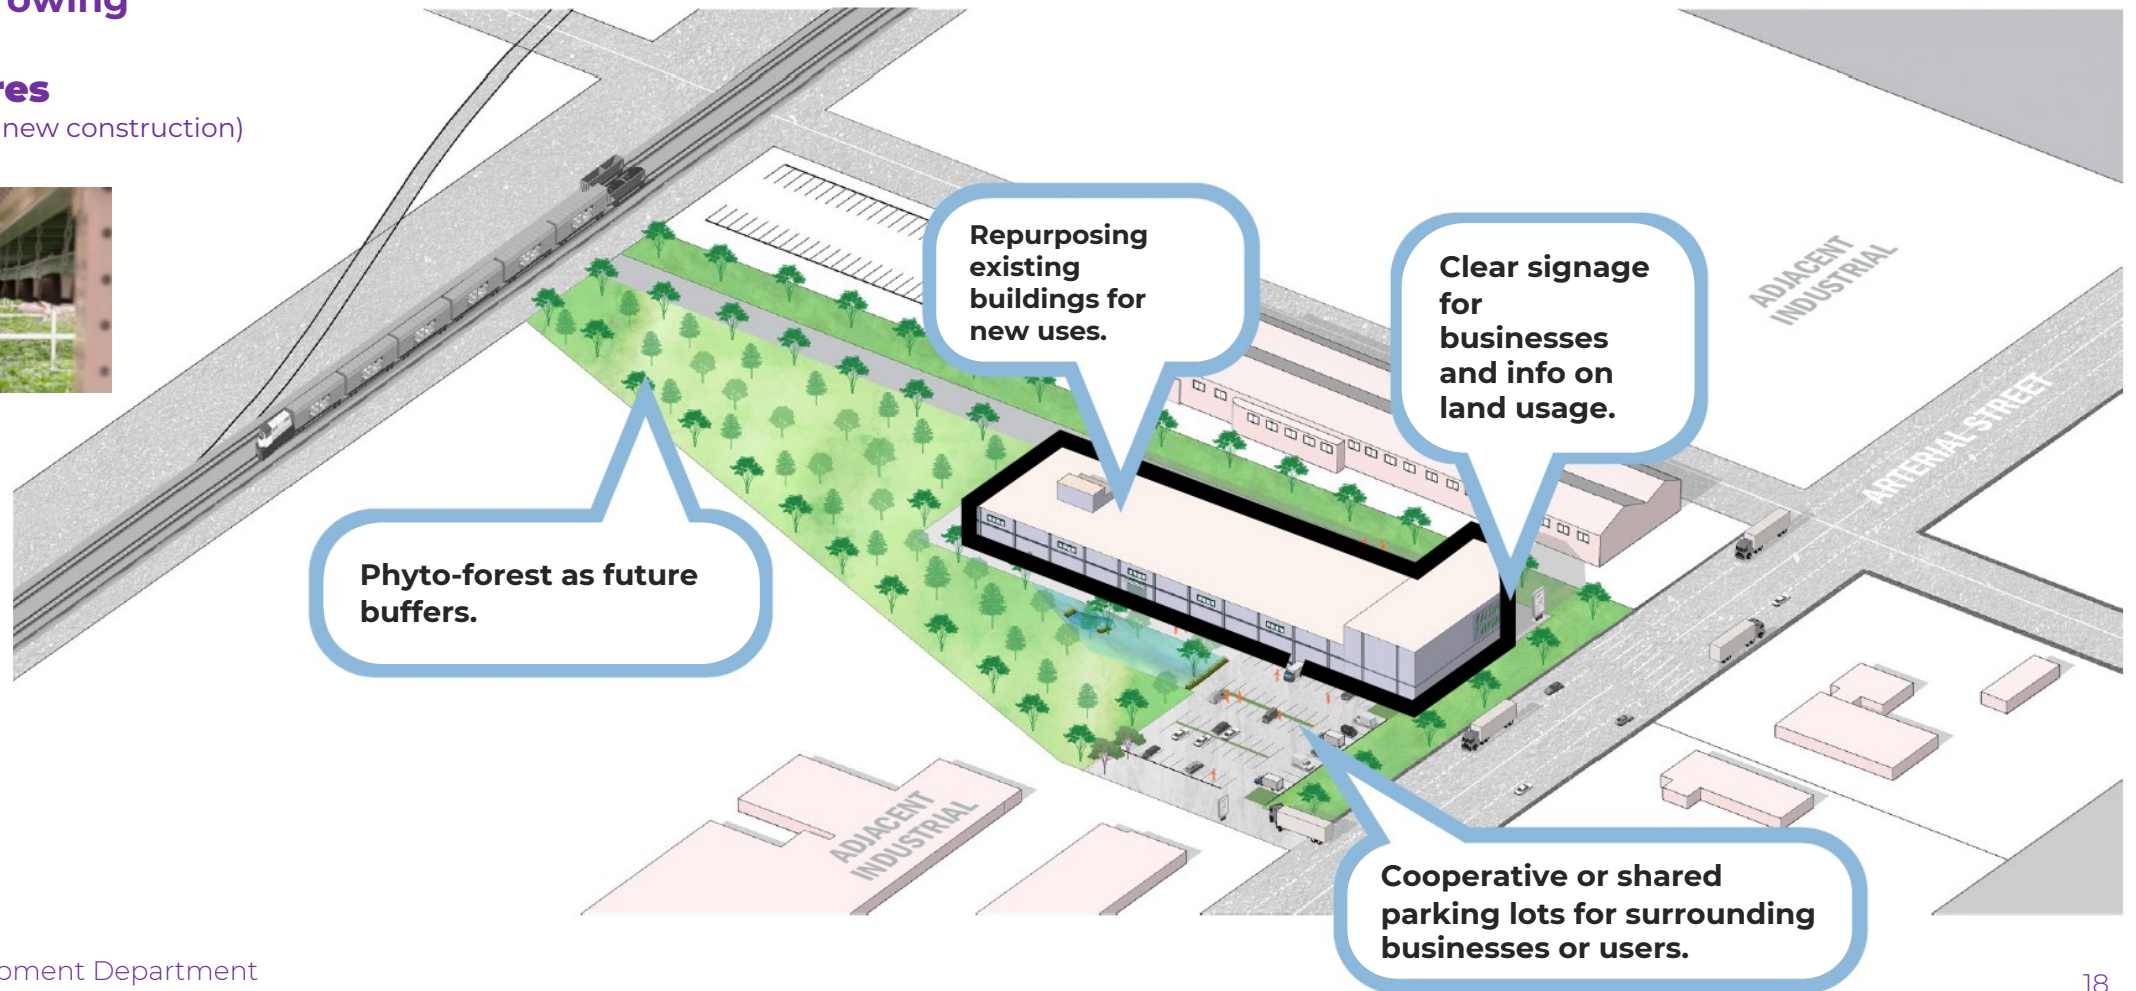 owing
res
new construction)
Repurposing
existing
buildings for
new uses.
Clear signage
for
businesses
and info on
land usage.
ADJACENT
INDUSTRIAL
ARTERIAL STREET
Phyto-forest as future
buffers.
ADJACENT
INDUSTRIAL
Cooperative or shared
parking lots for surrounding
businesses or users.
pment Department
18